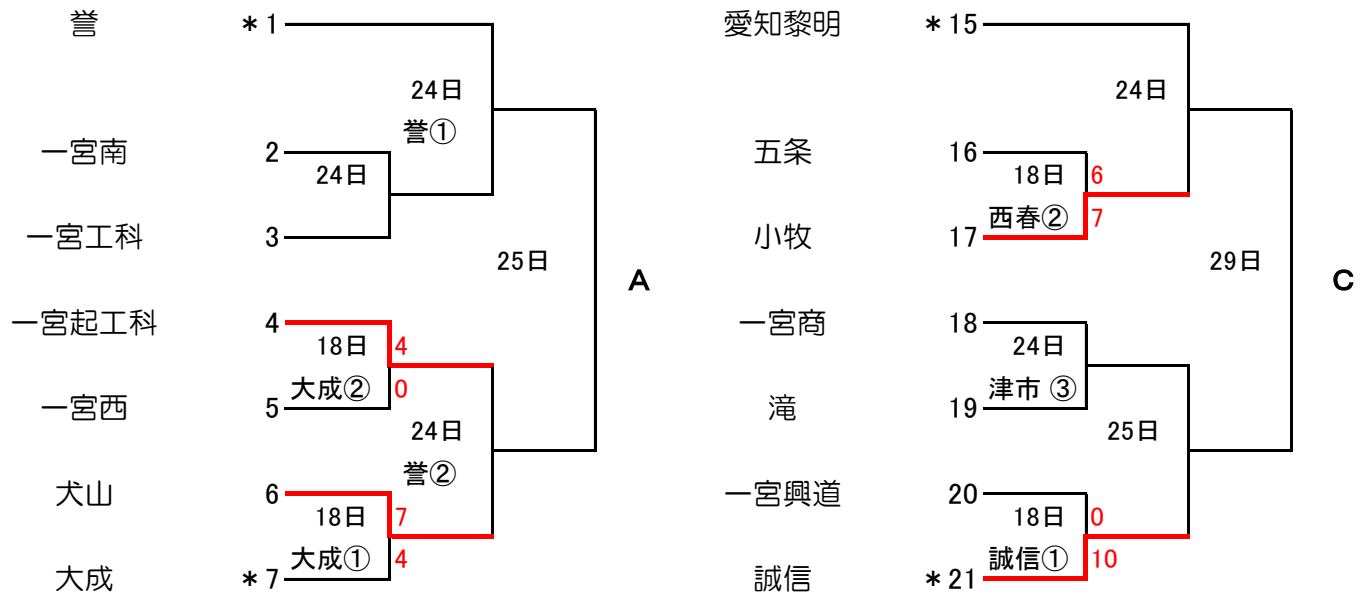 誉 *1
24日
誉①
一宮南 2
24日
一宮工科 3
25日
A
一宮起工科 4
18日 4
大成② 0
一宮西 5
24日
誉②
犬山 6
18日 7
大成① 4
大成 *7
愛知黎明 *15
24日
五条 16
18日 6
西春② 7
小牧 17
29日
C
一宮商 18
24日
津市 ③
滝 19
25日
一宮興道 20
18日 0
誠信① 10
誠信 *21